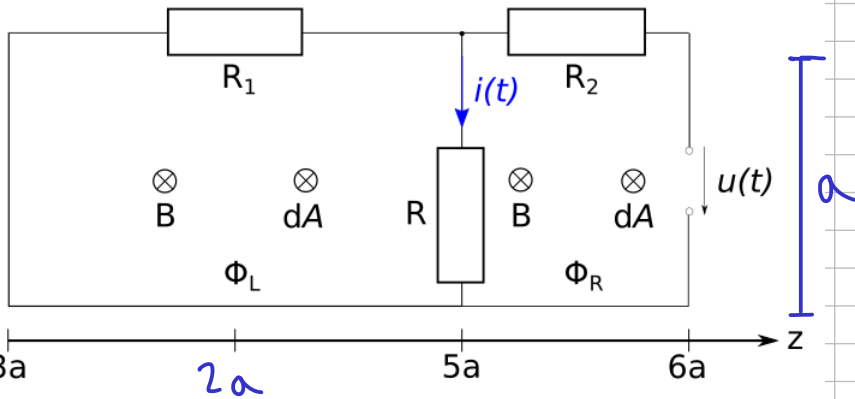 R₁
R₂
i(t)
u(t)
a
B
dA
R
B
dA
Φ_L
Φ_R
z
3a
2a
5a
6a